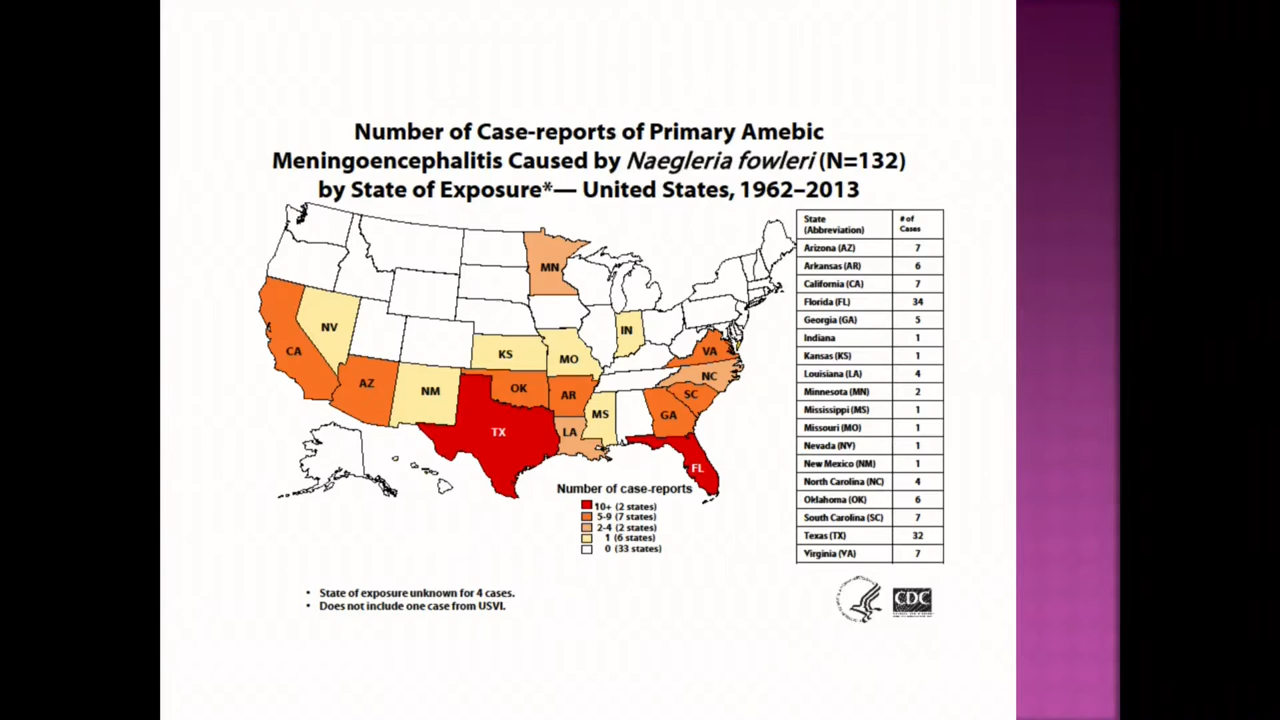 Number of Case-reports of Primary Amebic
Meningoencephalitis Caused by Naegleria fowleri (N=132)
by State of Exposure*— United States, 1962–2013
MN
NV
CA
AZ
NM
KS
MO
IN
OK
AR
TX
LA
MS
VA
NC
SC
GA
FL
State (Abbreviation) # of Cases
Arizona (AZ) 7
Arkansas (AR) 6
California (CA) 7
Florida (FL) 34
Georgia (GA) 5
Indiana 1
Kansas (KS) 1
Louisiana (LA) 4
Minnesota (MN) 2
Mississippi (MS) 1
Missouri (MO) 1
Nevada (NV) 1
New Mexico (NM) 1
North Carolina (NC) 4
Oklahoma (OK) 6
South Carolina (SC) 7
Texas (TX) 32
Virginia (VA) 7
Number of case-reports
10+ (2 states)
5-9 (7 states)
2-4 (2 states)
1 (6 states)
0 (33 states)
• State of exposure unknown for 4 cases.
• Does not include one case from USVI.
CDC